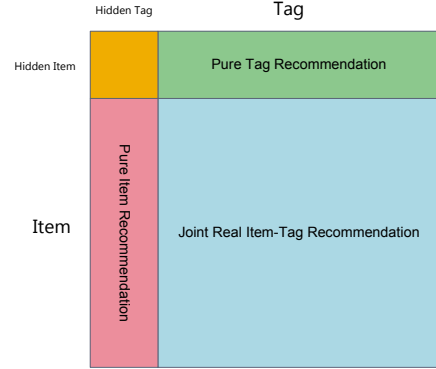 Hidden Tag
Tag
Hidden Item
Pure Tag Recommendation
Item
Pure Item Recommendation
Joint Real Item-Tag Recommendation